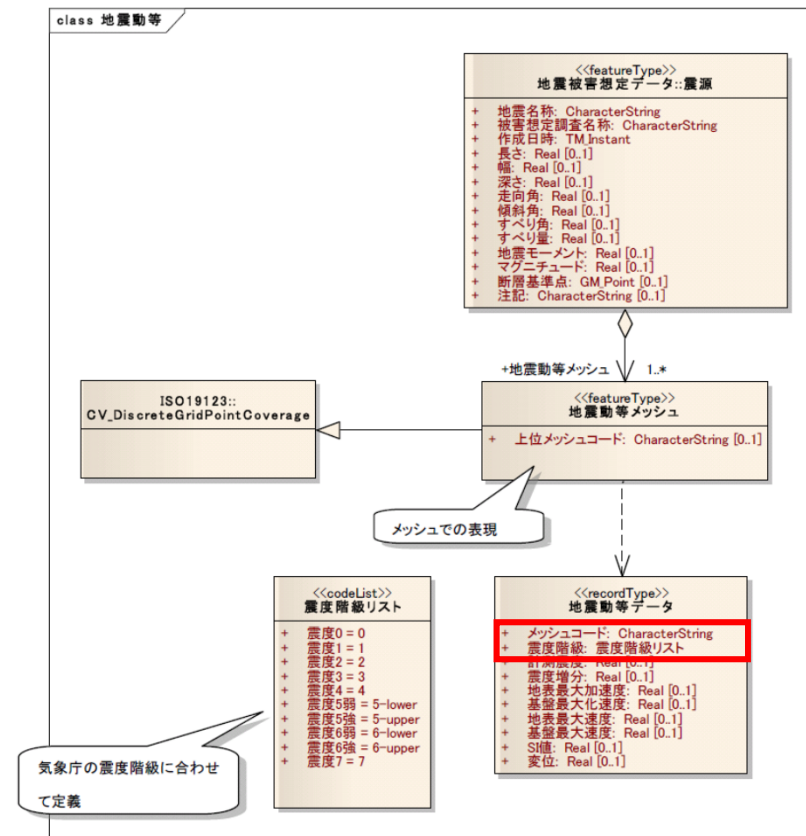 class 地震動等
<<featureType>>
地震被害想定データ::震源
+ 地震名称: CharacterString
+ 被害想定調査名称: CharacterString
+ 作成日時: TM_Instant
+ 長さ: Real [0..1]
+ 幅: Real [0..1]
+ 深さ: Real [0..1]
+ 走向角: Real [0..1]
+ 傾斜角: Real [0..1]
+ すべり角: Real [0..1]
+ すべり量: Real [0..1]
+ 地震モーメント: Real [0..1]
+ マグニチュード: Real [0..1]
+ 断層基準点: GM_Point [0..1]
+ 注記: CharacterString [0..1]
+地震動等メッシュ 1..*
ISO19123::
CV_DiscreteGridPointCoverage
<<featureType>>
地震動等メッシュ
+ 上位メッシュコード: CharacterString [0..1]
メッシュでの表現
<<codeList>>
震度階級リスト
+ 震度0 = 0
+ 震度1 = 1
+ 震度2 = 2
+ 震度3 = 3
+ 震度4 = 4
+ 震度5弱 = 5-lower
+ 震度5強 = 5-upper
+ 震度6弱 = 6-lower
+ 震度6強 = 6-upper
+ 震度7 = 7
<<recordType>>
地震動等データ
+ メッシュコード: CharacterString
+ 震度階級: 震度階級リスト
+ 計測震度: Real [0..1]
+ 震度増分: Real [0..1]
+ 地表最大加速度: Real [0..1]
+ 基盤最大化速度: Real [0..1]
+ 地表最大速度: Real [0..1]
+ 基盤最大速度: Real [0..1]
+ SI値: Real [0..1]
+ 変位: Real [0..1]
気象庁の震度階級に合わせ
て定義